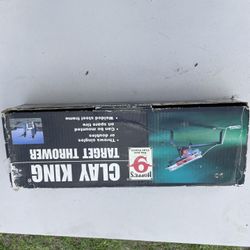 CLAY KING
TARGET THROWER
• Throws singles
or doubles
• Can be mounted
on spare tire
• Welded steel frame
HOPPE'S
9